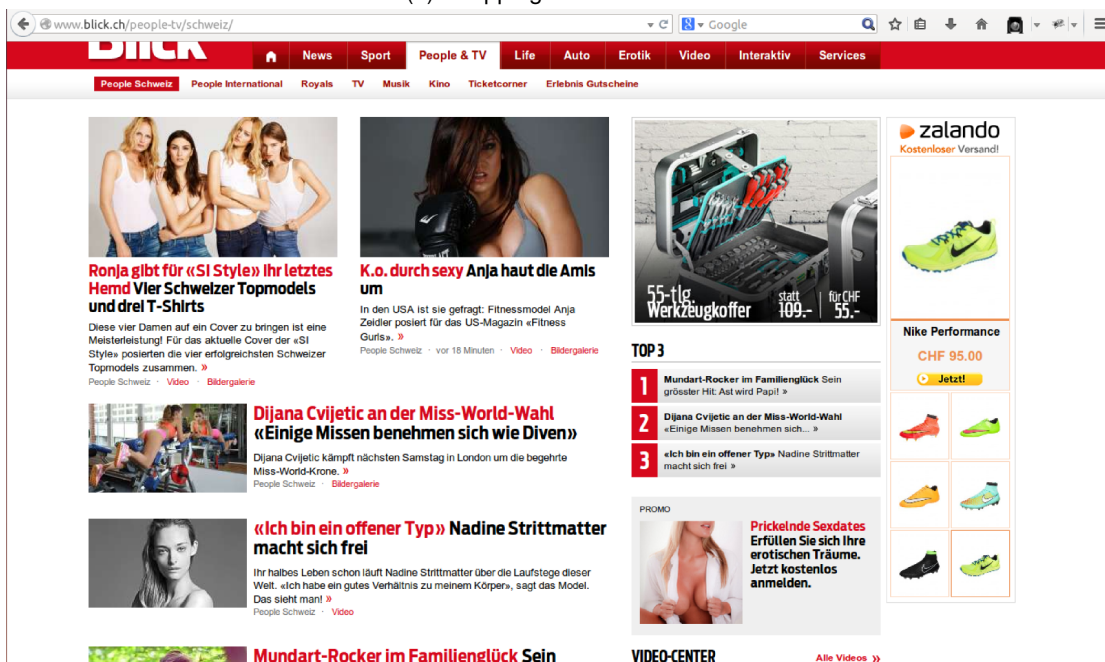 www.blick.ch/people-tv/schweiz/
Google
Blick
News Sport People & TV Life Auto Erotik Video Interaktiv Services
People Schweiz People International Royals TV Musik Kino Ticketcorner Erlebnis Gutscheine
Ronja gibt für «SI Style» ihr letztes
Hemd Vier Schweizer Topmodels
und drei T-Shirts
Diese vier Damen auf ein Cover zu bringen ist eine
Meisterleistung! Für das aktuelle Cover der «SI
Style» posierten die vier erfolgreichsten Schweizer
Topmodels zusammen. »
People Schweiz · Video · Bildergalerie
K.o. durch sexy Anja haut die Amis
um
In den USA ist sie gefragt: Fitnessmodel Anja
Zeidler posiert für das US-Magazin «Fitness
Gurls». »
People Schweiz · vor 18 Minuten · Video · Bildergalerie
Dijana Cvijetic an der Miss-World-Wahl
«Einige Missen benehmen sich wie Diven»
Dijana Cvijetic kämpft nächsten Samstag in London um die begehrte
Miss-World-Krone. »
People Schweiz · Bildergalerie
«Ich bin ein offener Typ» Nadine Strittmatter
macht sich frei
Ihr halbes Leben schon läuft Nadine Strittmatter über die Laufstege dieser
Welt. «Ich habe ein gutes Verhältnis zu meinem Körper», sagt das Model.
Das sieht man! »
People Schweiz · Video
Mundart-Rocker im Familienglück Sein
55-tlg.
Werkzeugkoffer
statt
109.-
für CHF
55.-
TOP 3
1
Mundart-Rocker im Familienglück Sein
grösster Hit: Ast wird Papi! »
2
Dijana Cvijetic an der Miss-World-Wahl
«Einige Missen benehmen sich... »
3
«Ich bin ein offener Typ» Nadine Strittmatter
macht sich frei »
PROMO
Prickelnde Sexdates
Erfüllen Sie sich Ihre
erotischen Träume.
Jetzt kostenlos
anmelden.
VIDEO-CENTER
Alle Videos »
zalando
Kostenloser Versand!
Nike Performance
CHF 95.00
Jetzt!